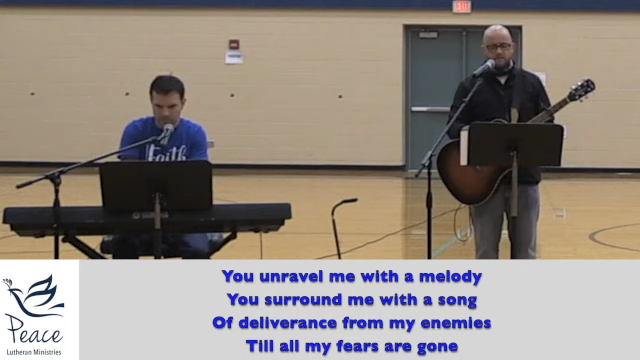 EXIT
Faith
YAMAHA
You unravel me with a melody
You surround me with a song
Of deliverance from my enemies
Till all my fears are gone
Peace
Lutheran Ministries